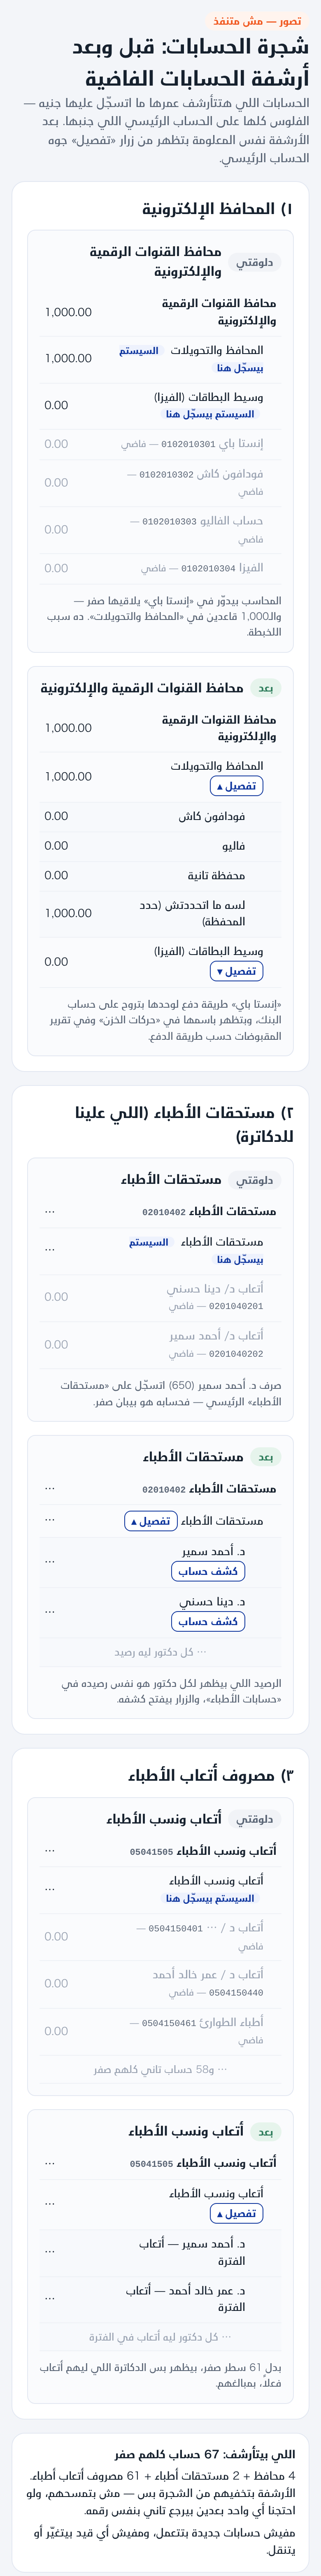 تصور — مش متنفذ
شجرة الحسابات: قبل وبعد
أرشفة الحسابات الفاضية
الحسابات اللي هتتأرشف عمرها ما اتسجّل عليها جنيه —
الفلوس كلها على الحساب الرئيسي اللي جنبها. بعد
الأرشفة نفس المعلومة بتظهر من زرار «تفصيل» جوه
الحساب الرئيسي.
١) المحافظ الإلكترونية
دلوقتي محافظ القنوات الرقمية
والإلكترونية
محافظ القنوات الرقمية
والإلكترونية 1,000.00
المحافظ والتحويلات السيستم
بيسجّل هنا 1,000.00
وسيط البطاقات (الفيزا)
السيستم بيسجّل هنا 0.00
إنستا باي 0102010301 — فاضي 0.00
فودافون كاش 0102010302 —
فاضي 0.00
حساب الفاليو 0102010303 —
فاضي 0.00
الفيزا 0102010304 — فاضي 0.00
المحاسب بيدوّر في «إنستا باي» يلاقيها صفر —
والـ1,000 قاعدين في «المحافظ والتحويلات». ده سبب
اللخبطة.
بعد محافظ القنوات الرقمية والإلكترونية
محافظ القنوات الرقمية
والإلكترونية 1,000.00
المحافظ والتحويلات
تفصيل ▴ 1,000.00
فودافون كاش 0.00
فاليو 0.00
محفظة تانية 0.00
لسه ما اتحددتش (حدد
المحفظة) 1,000.00
وسيط البطاقات (الفيزا)
تفصيل ▾ 0.00
«إنستا باي» طريقة دفع لوحدها بتروح على حساب
البنك، وبتظهر باسمها في «حركات الخزن» وفي تقرير
المقبوضات حسب طريقة الدفع.
٢) مستحقات الأطباء (اللي علينا
للدكاترة)
دلوقتي مستحقات الأطباء
مستحقات الأطباء 02010402 …
مستحقات الأطباء السيستم
بيسجّل هنا …
أتعاب د/ دينا حسني
0201040201 — فاضي 0.00
أتعاب د/ أحمد سمير
0201040202 — فاضي 0.00
صرف د. أحمد سمير (650) اتسجّل على «مستحقات
الأطباء» الرئيسي — فحسابه هو بيبان صفر.
بعد مستحقات الأطباء
مستحقات الأطباء 02010402 …
مستحقات الأطباء تفصيل ▴ …
د. أحمد سمير
كشف حساب …
د. دينا حسني
كشف حساب …
… كل دكتور ليه رصيد
الرصيد اللي بيظهر لكل دكتور هو نفس رصيده في
«حسابات الأطباء»، والزرار بيفتح كشفه.
٣) مصروف أتعاب الأطباء
دلوقتي أتعاب ونسب الأطباء
أتعاب ونسب الأطباء 05041505 …
أتعاب ونسب الأطباء
السيستم بيسجّل هنا …
أتعاب د / … 0504150401 —
فاضي 0.00
أتعاب د / عمر خالد أحمد
0504150440 — فاضي 0.00
أطباء الطوارئ 0504150461 —
فاضي 0.00
… و58 حساب تاني كلهم صفر
بعد أتعاب ونسب الأطباء
أتعاب ونسب الأطباء 05041505 …
أتعاب ونسب الأطباء
تفصيل ▴ …
د. أحمد سمير — أتعاب
الفترة …
د. عمر خالد أحمد — أتعاب
الفترة …
… كل دكتور ليه أتعاب في الفترة
بدل 61 سطر صفر، بيظهر بس الدكاترة اللي ليهم أتعاب
فعلاً، بمبالغهم.
اللي بيتأرشف: 67 حساب كلهم صفر
4 محافظ + 2 مستحقات أطباء + 61 مصروف أتعاب أطباء.
الأرشفة بتخفيهم من الشجرة بس — مش بتمسحهم، ولو
احتجنا أي واحد بعدين بيرجع تاني بنفس رقمه.
مفيش حسابات جديدة بتتعمل، ومفيش أي قيد بيتغيّر أو
يتنقل.